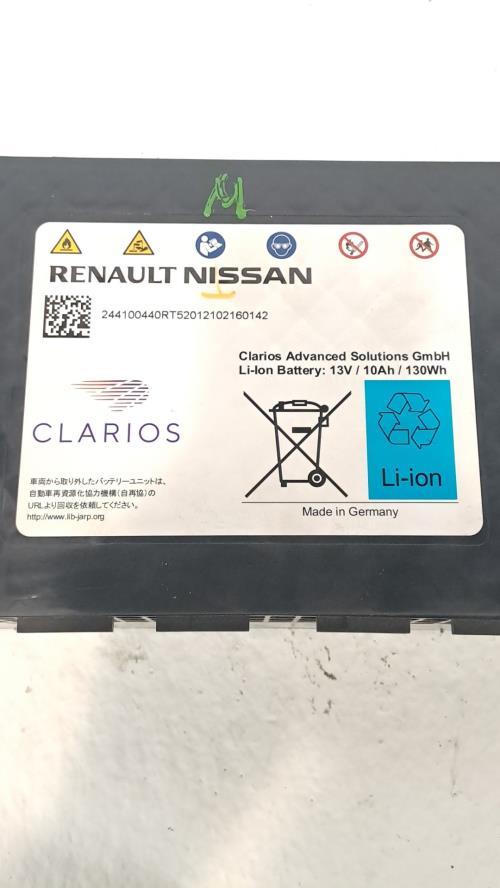 M
RENAULT NISSAN
244100440RT52012102160142
Clarios Advanced Solutions GmbH
Li-Ion Battery: 13V / 10Ah / 130Wh
CLARIOS
Li-ion
車両から取り外したバッテリーユニットは、
自動車再資源化協力機構(自再協)の
URLより回収を依頼してください。
http://www.lib-jarp.org
Made in Germany